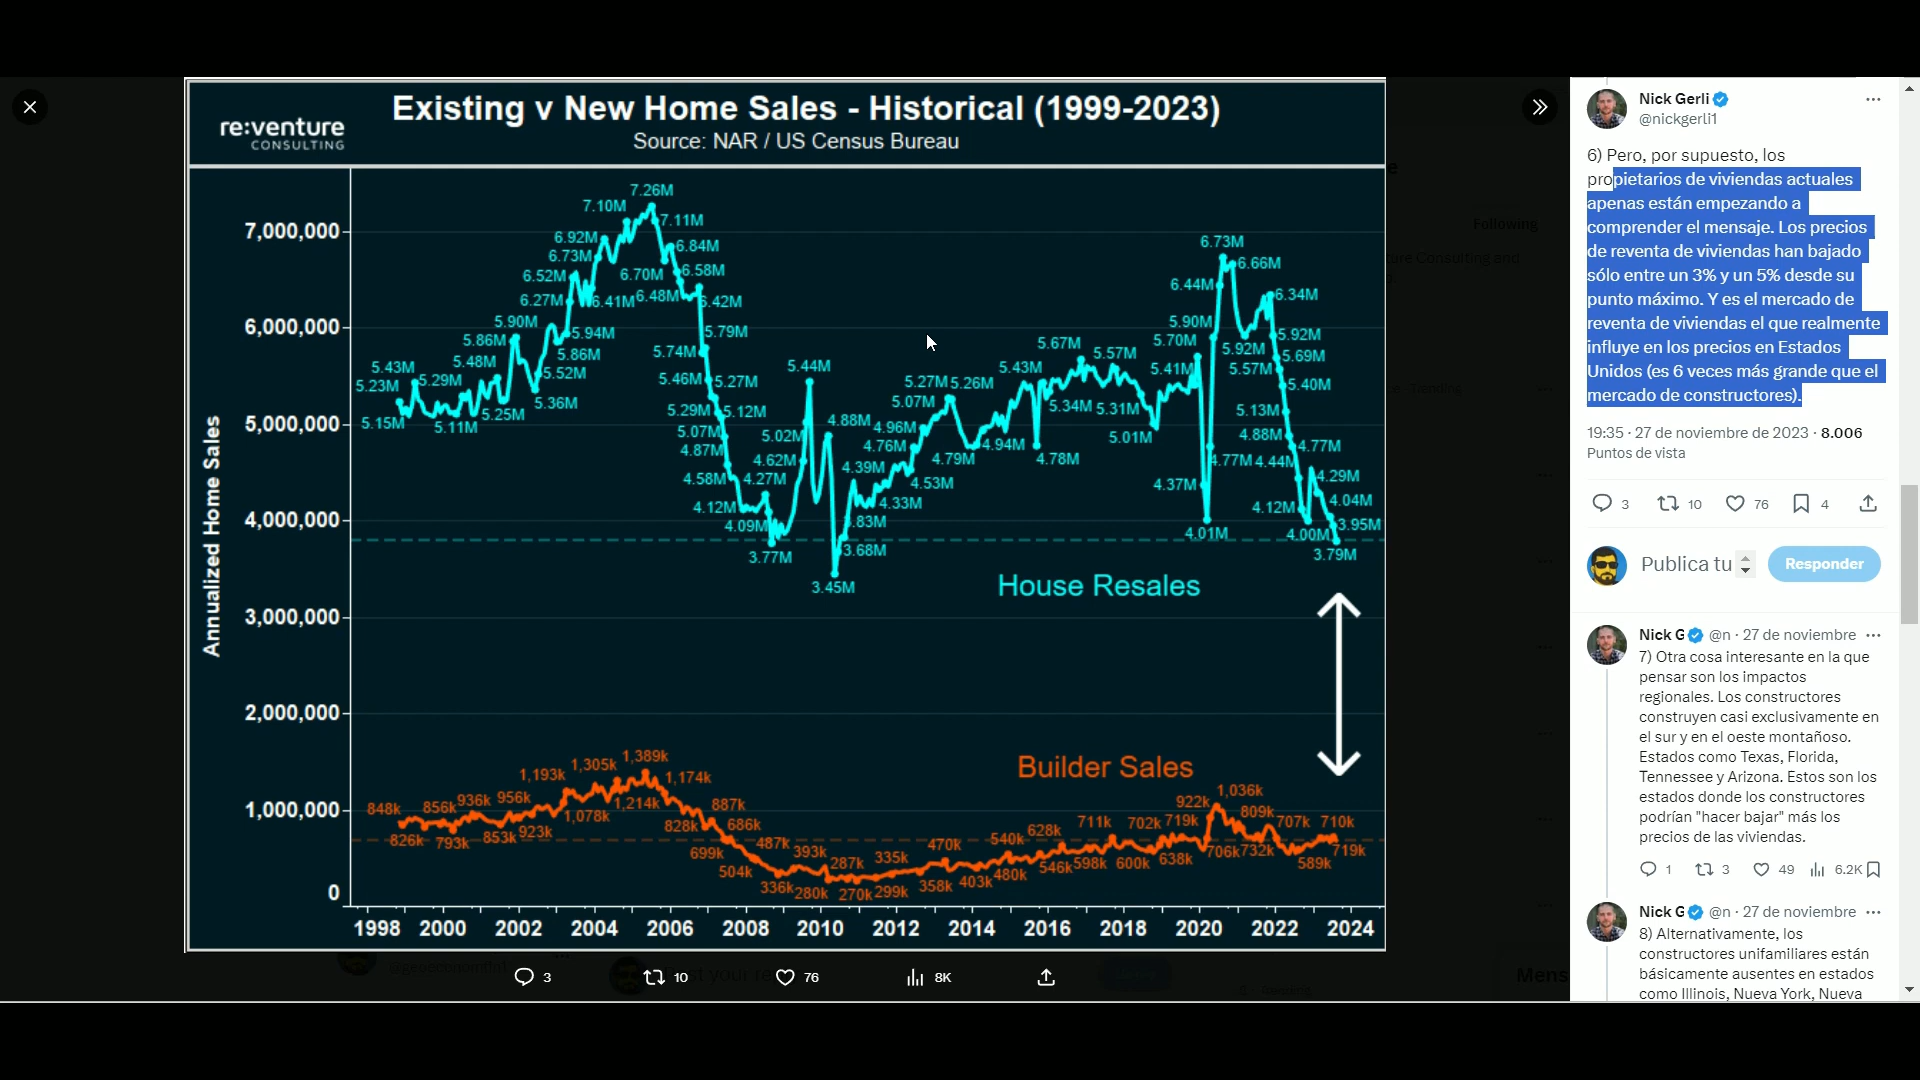 re:venture
CONSULTING
Existing v New Home Sales - Historical (1999-2023)
Source: NAR / US Census Bureau
Annualized Home Sales
7,000,000
6,000,000
5,000,000
4,000,000
3,000,000
2,000,000
1,000,000
0
7.26M
7.10M
7.11M
6.92M
6.84M
6.73M
6.52M
6.70M
6.58M
6.27M
6.41M
6.48M
6.42M
5.90M
5.94M
5.79M
5.86M
5.86M
5.74M
5.43M
5.48M
5.52M
5.23M
5.29M
5.46M
5.27M
5.36M
5.15M
5.11M
5.25M
5.29M
5.12M
5.07M
4.87M
4.58M
4.27M
4.12M
4.09M
3.77M
5.44M
5.02M
4.62M
4.88M
3.45M
3.68M
3.83M
4.39M
4.33M
4.76M
4.53M
4.96M
5.07M
5.27M
5.26M
4.79M
4.94M
5.43M
4.78M
5.67M
5.34M
5.57M
5.31M
5.01M
5.41M
5.70M
5.90M
4.37M
4.01M
4.77M
6.44M
6.73M
6.66M
5.92M
6.34M
5.92M
5.69M
5.57M
5.40M
5.13M
4.88M
4.77M
4.44M
4.12M
4.00M
4.29M
4.04M
3.95M
3.79M
House Resales
Builder Sales
848k
826k
856k
793k
936k
853k
956k
923k
1,193k
1,078k
1,305k
1,214k
1,389k
1,174k
828k
887k
699k
686k
504k
487k
336k
393k
280k
287k
270k
335k
299k
358k
470k
403k
540k
480k
628k
546k
711k
598k
702k
600k
719k
638k
922k
706k
1,036k
732k
809k
707k
589k
710k
719k
1998 2000 2002 2004 2006 2008 2010 2012 2014 2016 2018 2020 2022 2024
3 10 76 8K
Following
Mens
Nick Gerli
@nickgerli1
6) Pero, por supuesto, los
propietarios de viviendas actuales
apenas están empezando a
comprender el mensaje. Los precios
de reventa de viviendas han bajado
sólo entre un 3% y un 5% desde su
punto máximo. Y es el mercado de
reventa de viviendas el que realmente
influye en los precios en Estados
Unidos (es 6 veces más grande que el
mercado de constructores).
19:35 · 27 de noviembre de 2023 · 8.006
Puntos de vista
3 10 76 4
Publica tu
Responder
Nick G @n · 27 de noviembre
7) Otra cosa interesante en la que
pensar son los impactos
regionales. Los constructores
construyen casi exclusivamente en
el sur y en el oeste montañoso.
Estados como Texas, Florida,
Tennessee y Arizona. Estos son los
estados donde los constructores
podrían "hacer bajar" más los
precios de las viviendas.
1 3 49 6.2K
Nick G @n · 27 de noviembre
8) Alternativamente, los
constructores unifamiliares están
básicamente ausentes en estados
como Illinois, Nueva York, Nueva